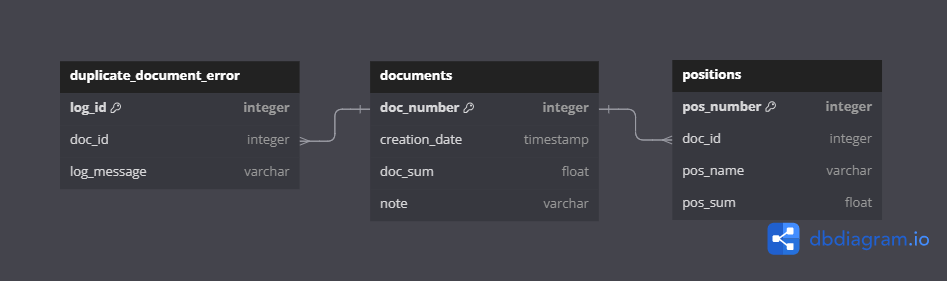 duplicate_document_error
log_id integer
doc_id integer
log_message varchar
documents
doc_number integer
creation_date timestamp
doc_sum float
note varchar
positions
pos_number integer
doc_id integer
pos_name varchar
pos_sum float
dbdiagram.io